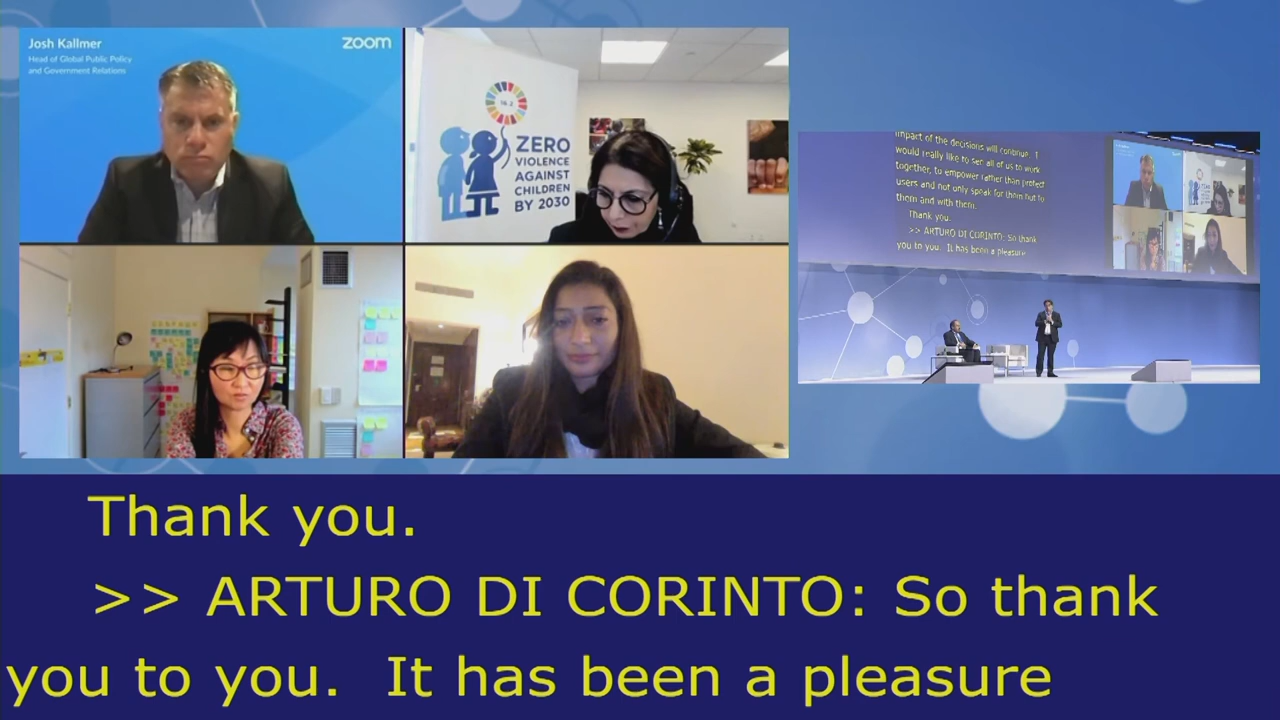 Josh Kallmer
Head of Global Public Policy
and Government Relations
zoom
16.2
ZERO
VIOLENCE
AGAINST
CHILDREN
BY 2030
impact of the decisions will continue. I
would really like to see all of us to work
together, to empower rather than protect
users and not only speak for them but to
them and with them.
Thank you.
>> ARTURO DI CORINTO: So thank
you to you. It has been a pleasure
Thank you.
>> ARTURO DI CORINTO: So thank
you to you. It has been a pleasure